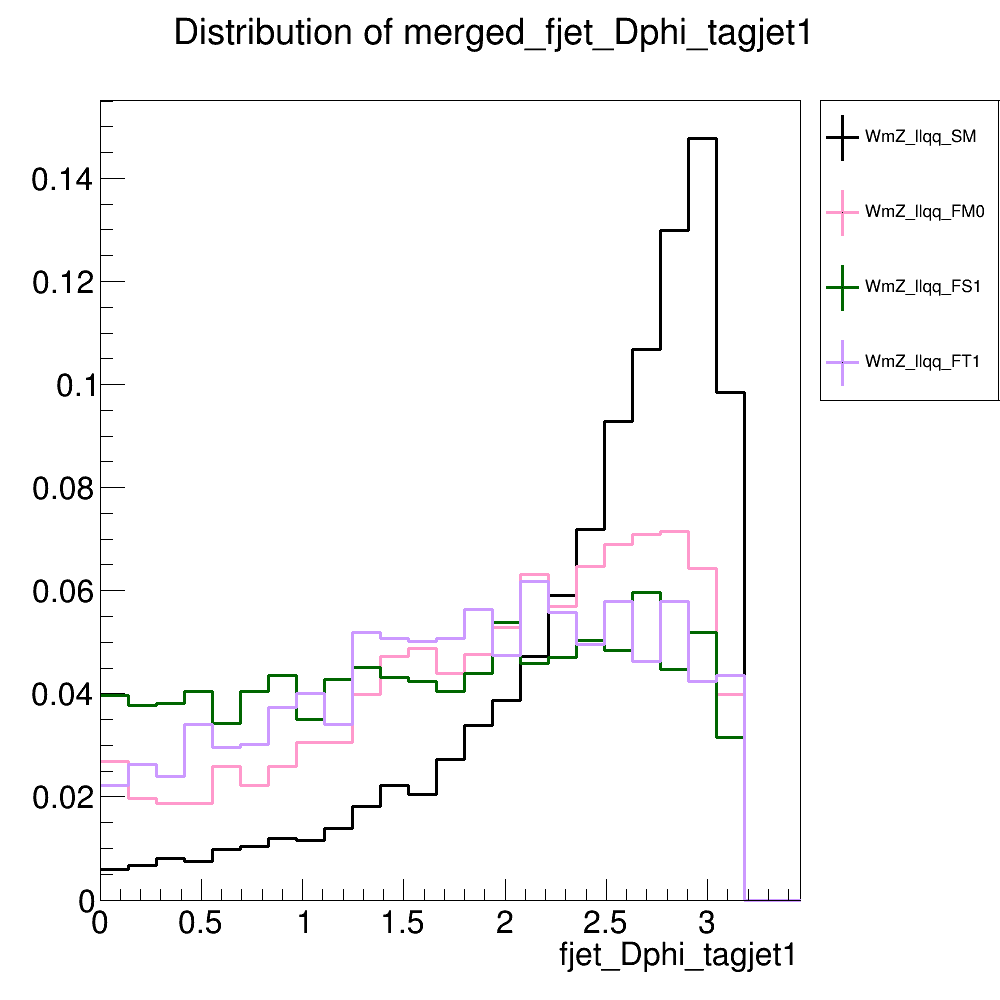 Distribution of merged_fjet_Dphi_tagjet1
WmZ_llqq_SM
WmZ_llqq_FM0
WmZ_llqq_FS1
WmZ_llqq_FT1
0.14
0.12
0.1
0.08
0.06
0.04
0.02
0
0 0.5 1 1.5 2 2.5 3
fjet_Dphi_tagjet1